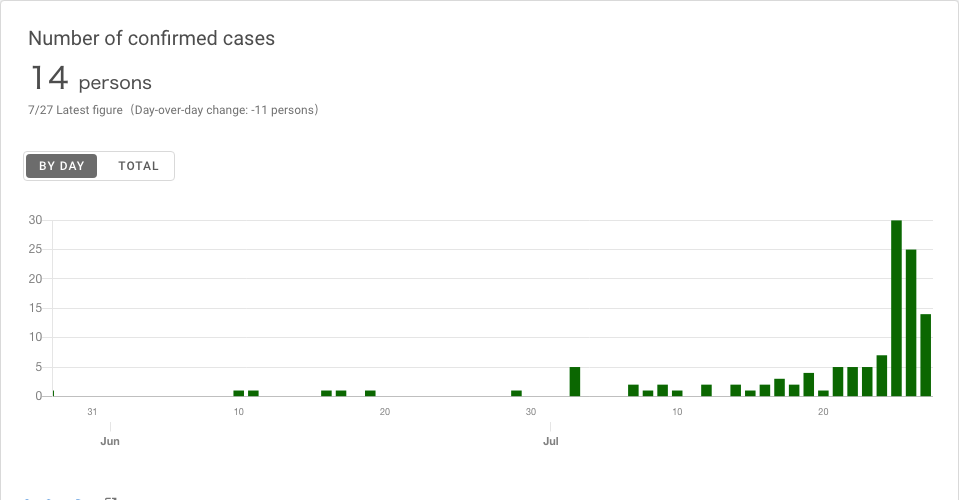 Number of confirmed cases
14 persons
7/27 Latest figure（Day-over-day change: -11 persons）
BY DAY TOTAL
30
25
20
15
10
5
0
31 10 20 30 10 20
Jun Jul